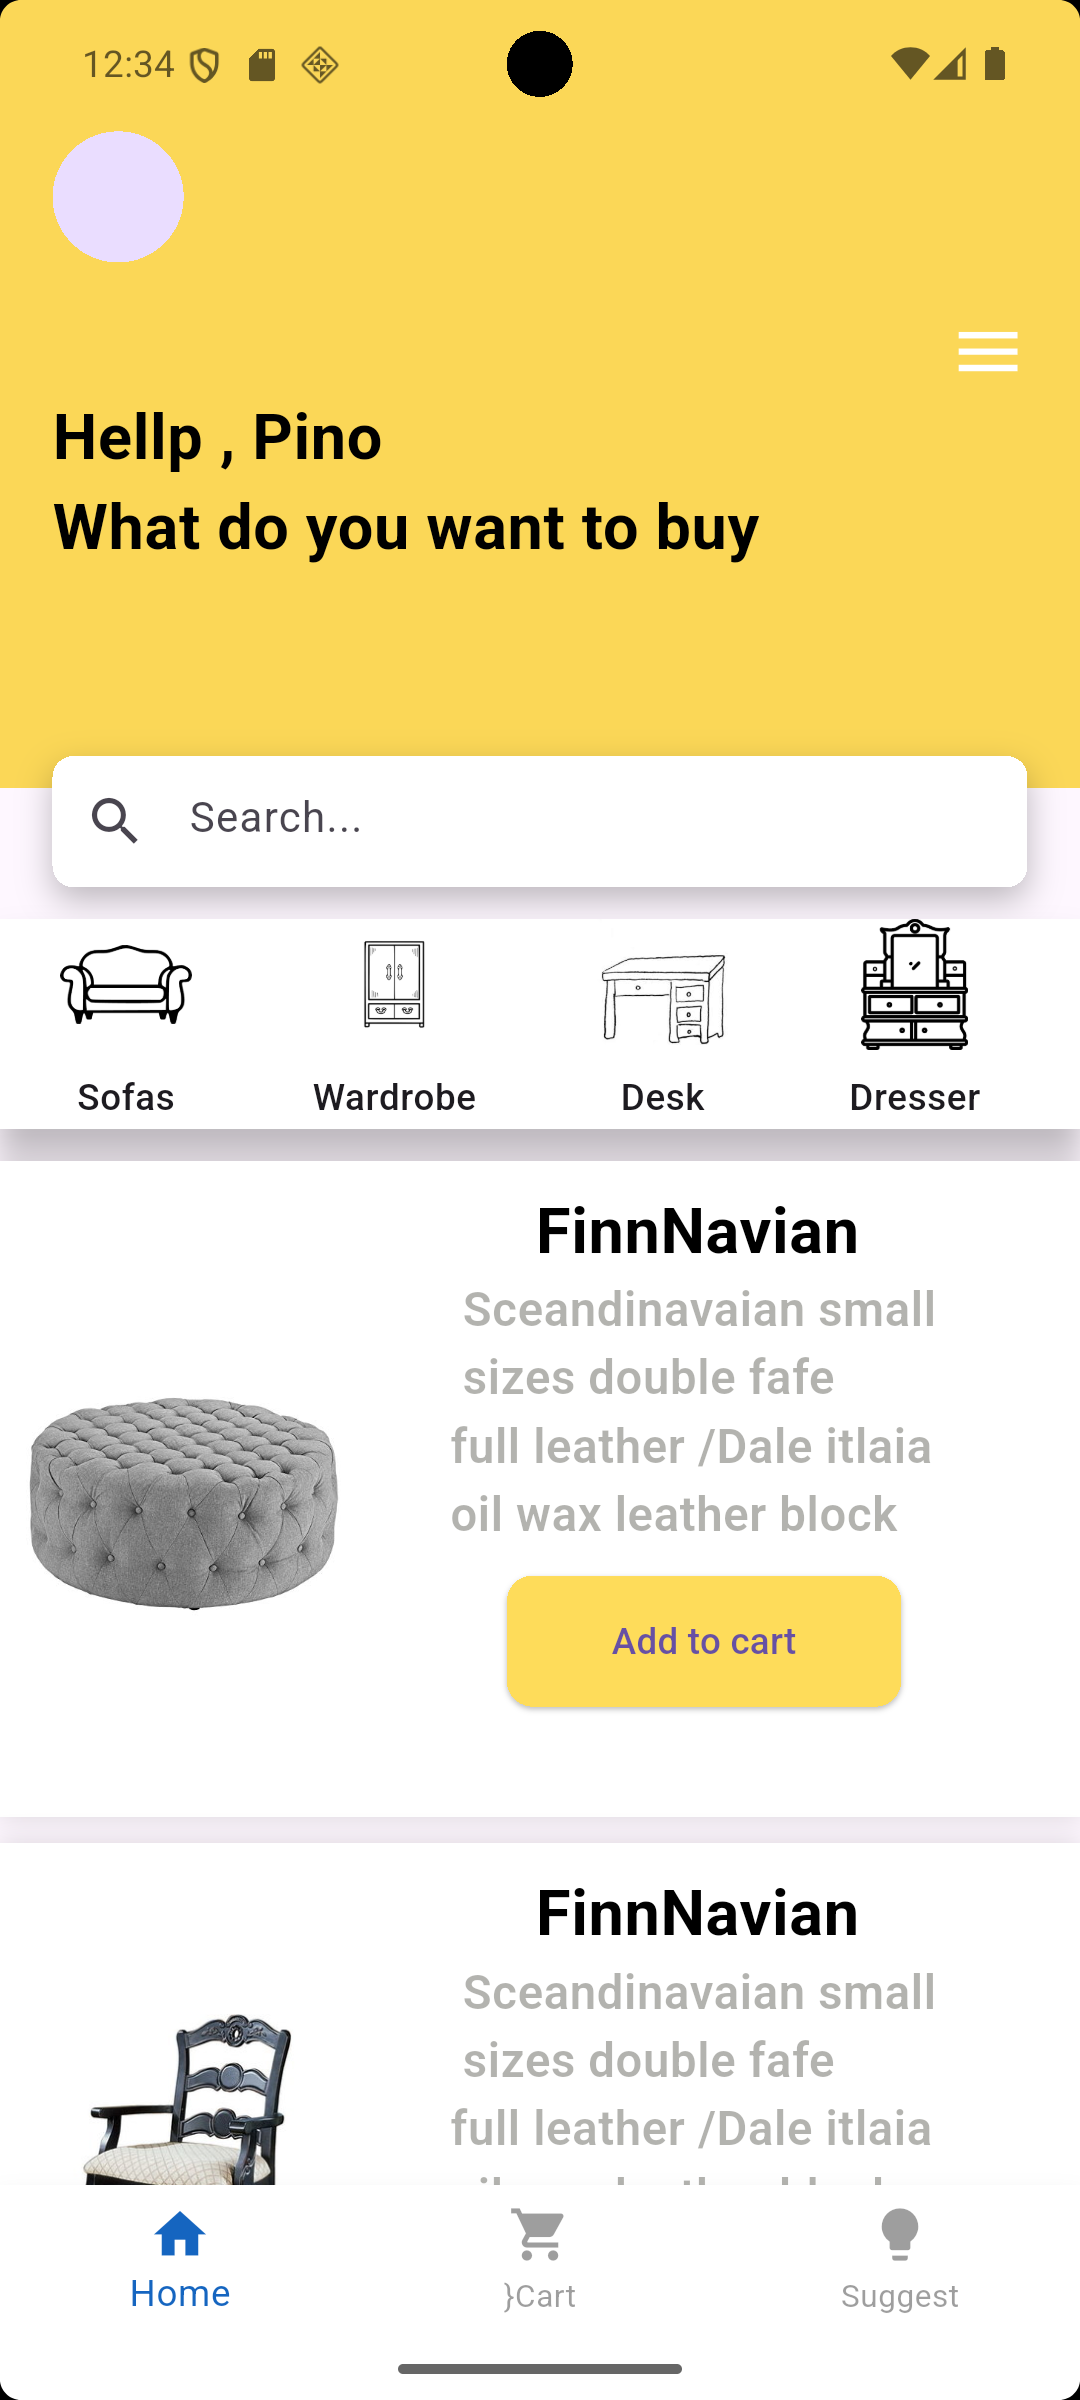 12:34
Hellp , Pino
What do you want to buy
Search...
Sofas
Wardrobe
Desk
Dresser
FinnNavian
Sceandinavaian small
sizes double fafe
full leather /Dale itlaia
oil wax leather block
Add to cart
FinnNavian
Sceandinavaian small
sizes double fafe
full leather /Dale itlaia
Home
}Cart
Suggest